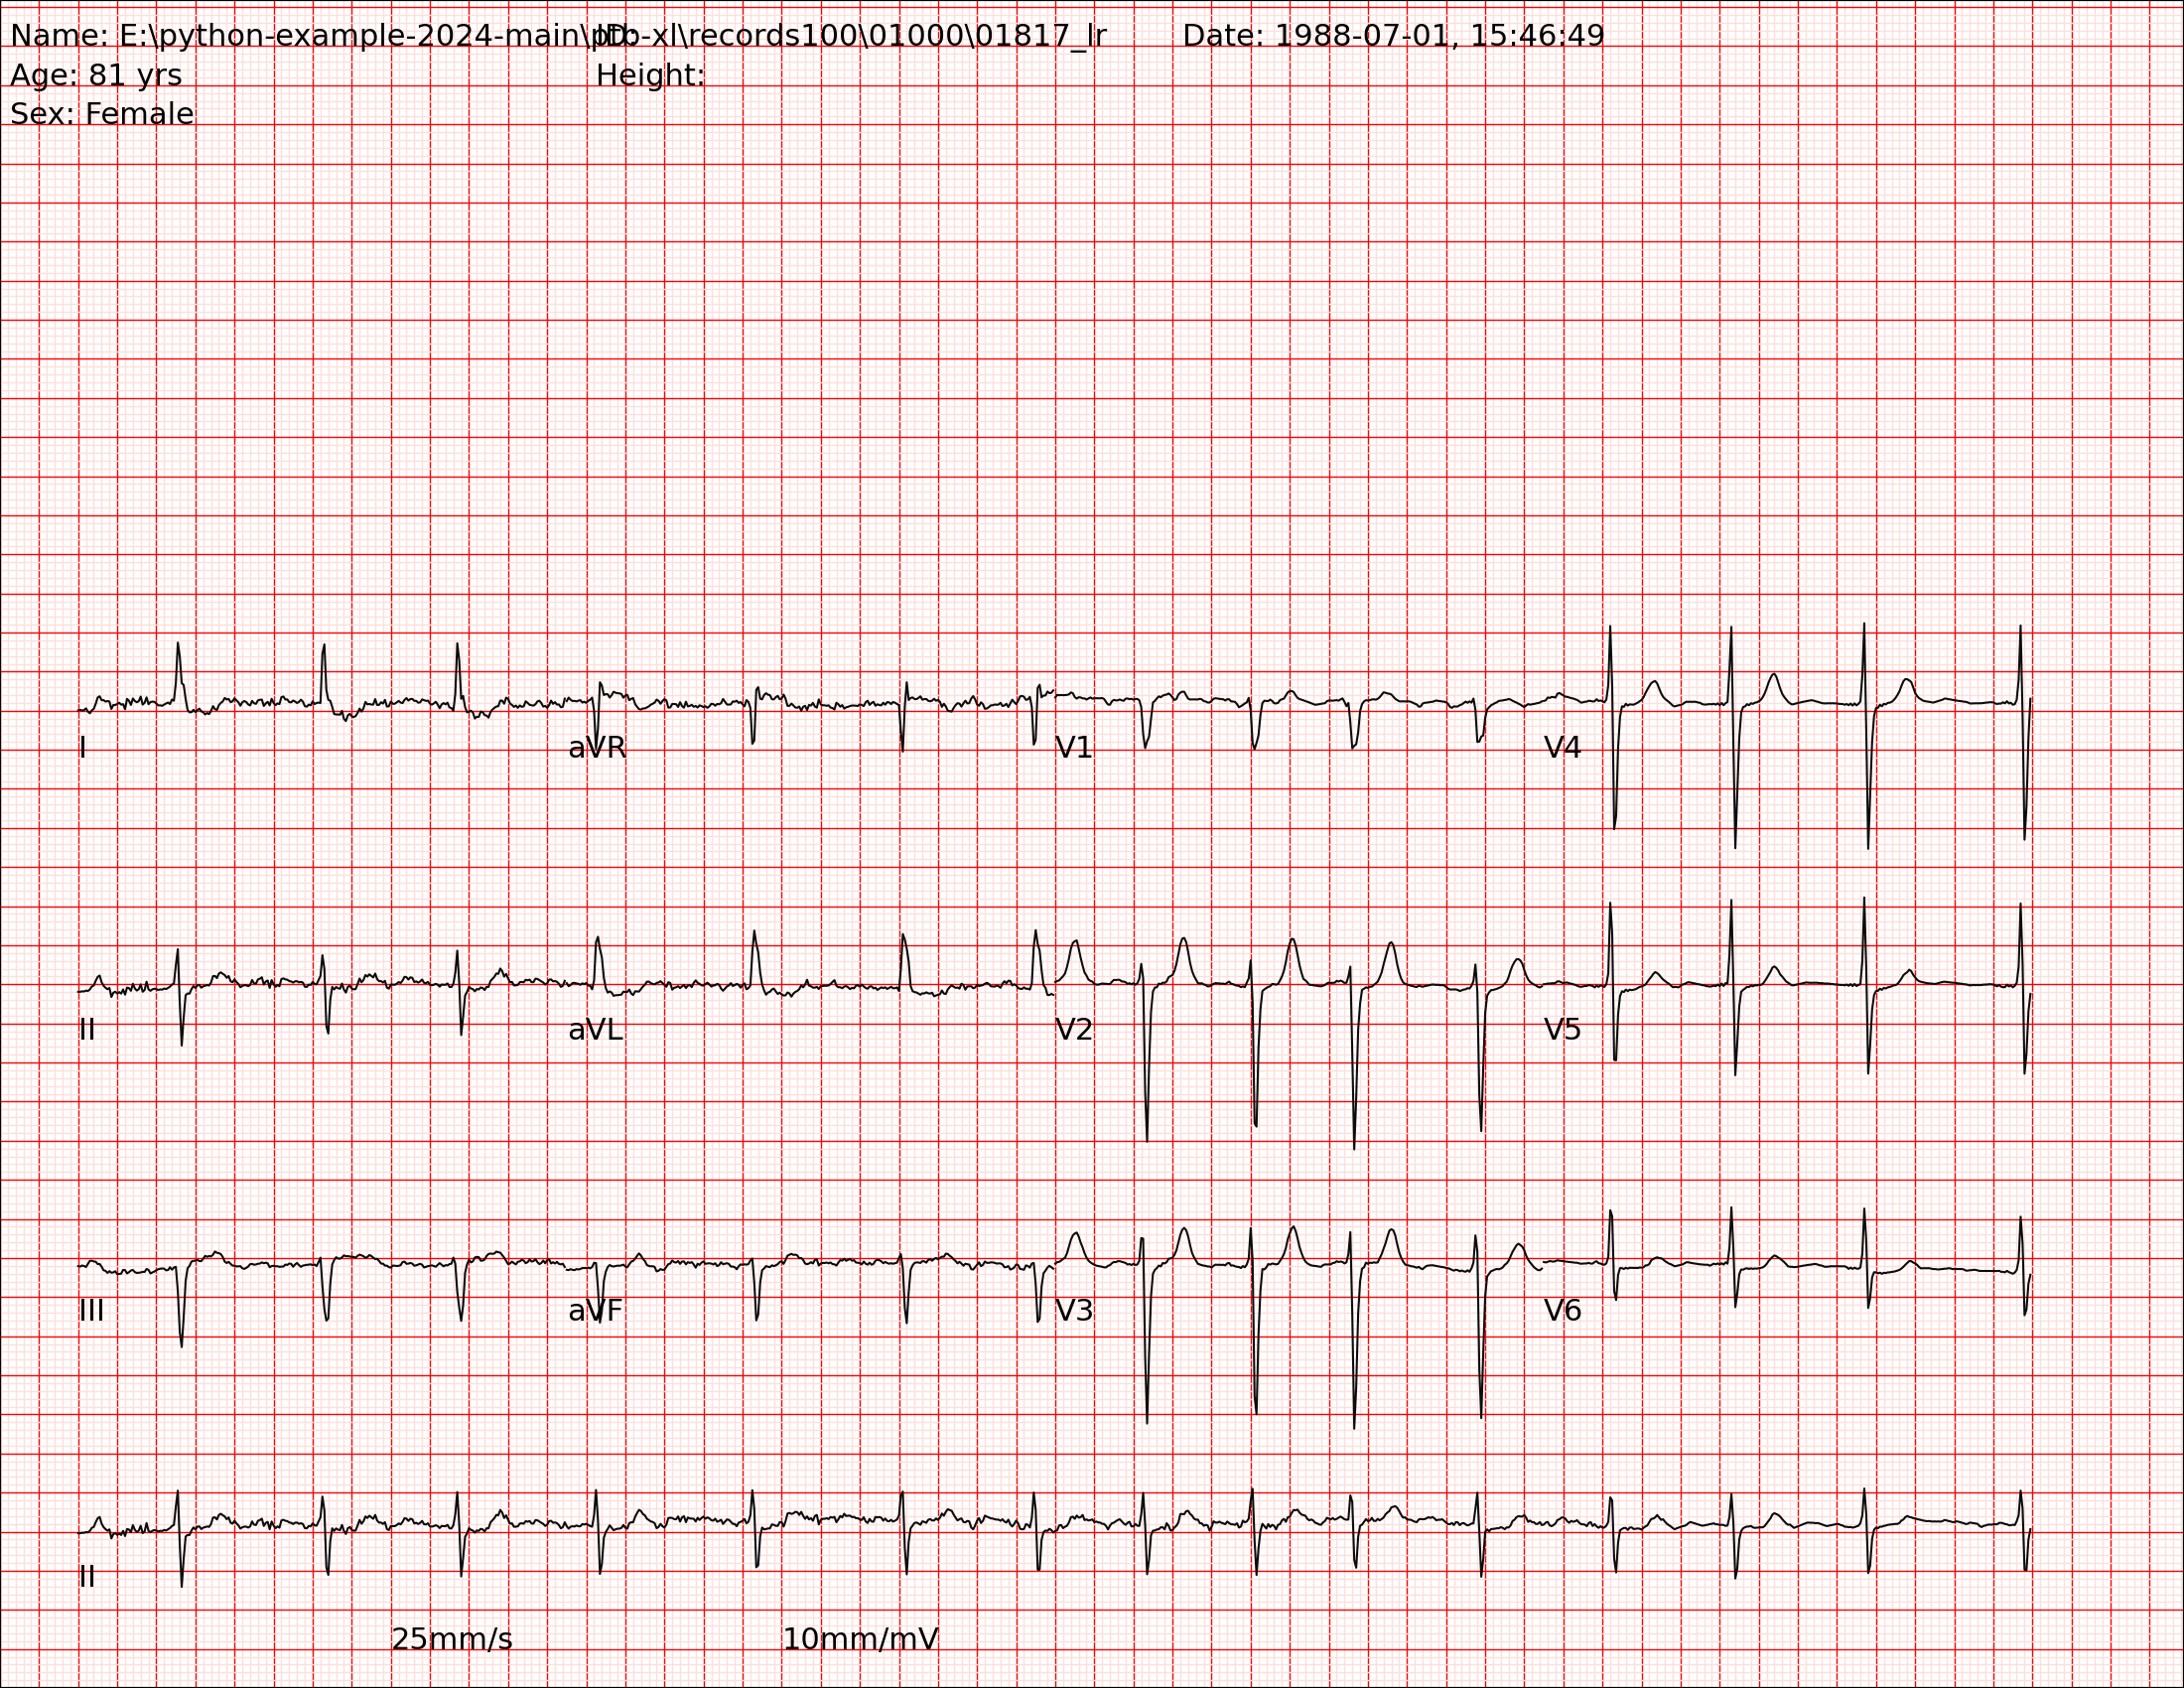 Name: E:\python-example-2024-main\ptb-xl\records100\01000\01817_lr ID: Date: 1988-07-01, 15:46:49
Age: 81 yrs Height:
Sex: Female
I aVR V1 V4
II aVL V2 V5
III aVF V3 V6
II
25mm/s 10mm/mV